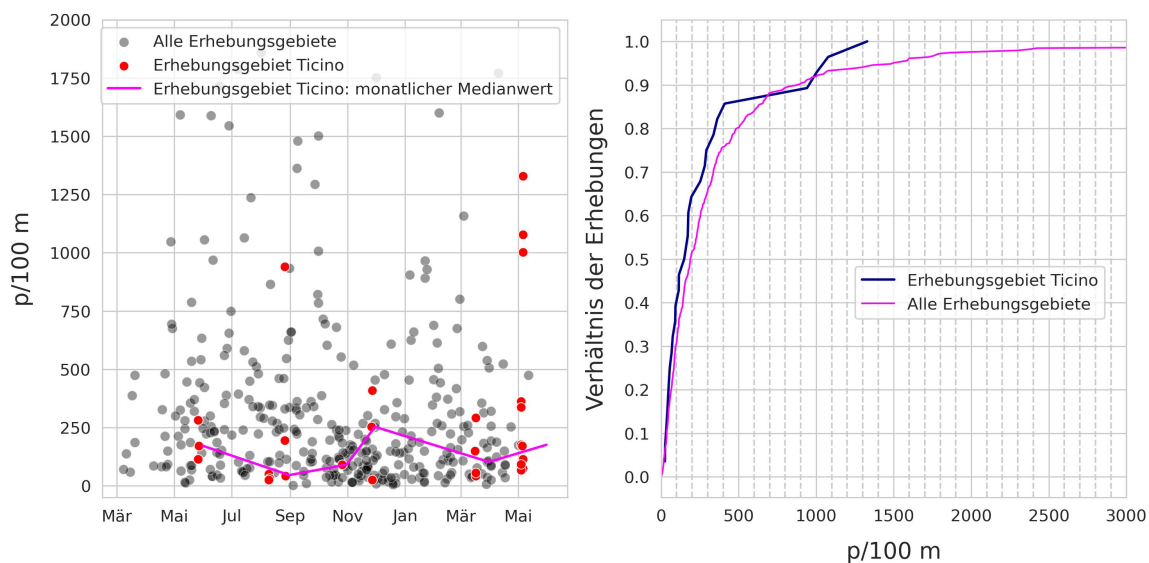 2000
1750
1500
1250
1000
750
500
250
0
p/100 m
Alle Erhebungsgebiete
Erhebungsgebiet Ticino
Erhebungsgebiet Ticino: monatlicher Medianwert
Mär Mai Jul Sep Nov Jan Mär Mai
1.0
0.9
0.8
0.7
0.6
0.5
0.4
0.3
0.2
0.1
0.0
Verhältnis der Erhebungen
Erhebungsgebiet Ticino
Alle Erhebungsgebiete
0 500 1000 1500 2000 2500 3000
p/100 m